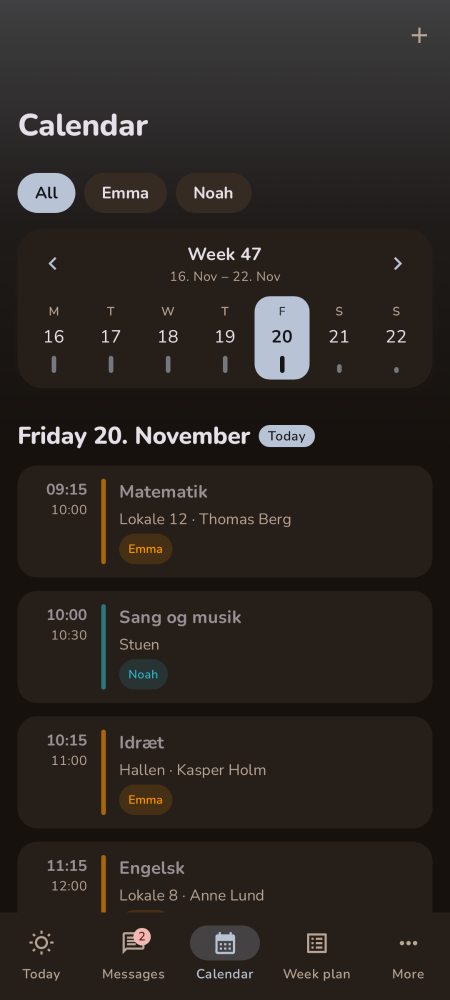 Calendar
All Emma Noah
Week 47
16. Nov – 22. Nov
M T W T F S S
16 17 18 19 20 21 22
Friday 20. November Today
09:15 Matematik
10:00 Lokale 12 · Thomas Berg
Emma
10:00 Sang og musik
10:30 Stuen
Noah
10:15 Idræt
11:00 Hallen · Kasper Holm
Emma
11:15 Engelsk
12:00 Lokale 8 · Anne Lund
2
Today Messages Calendar Week plan More